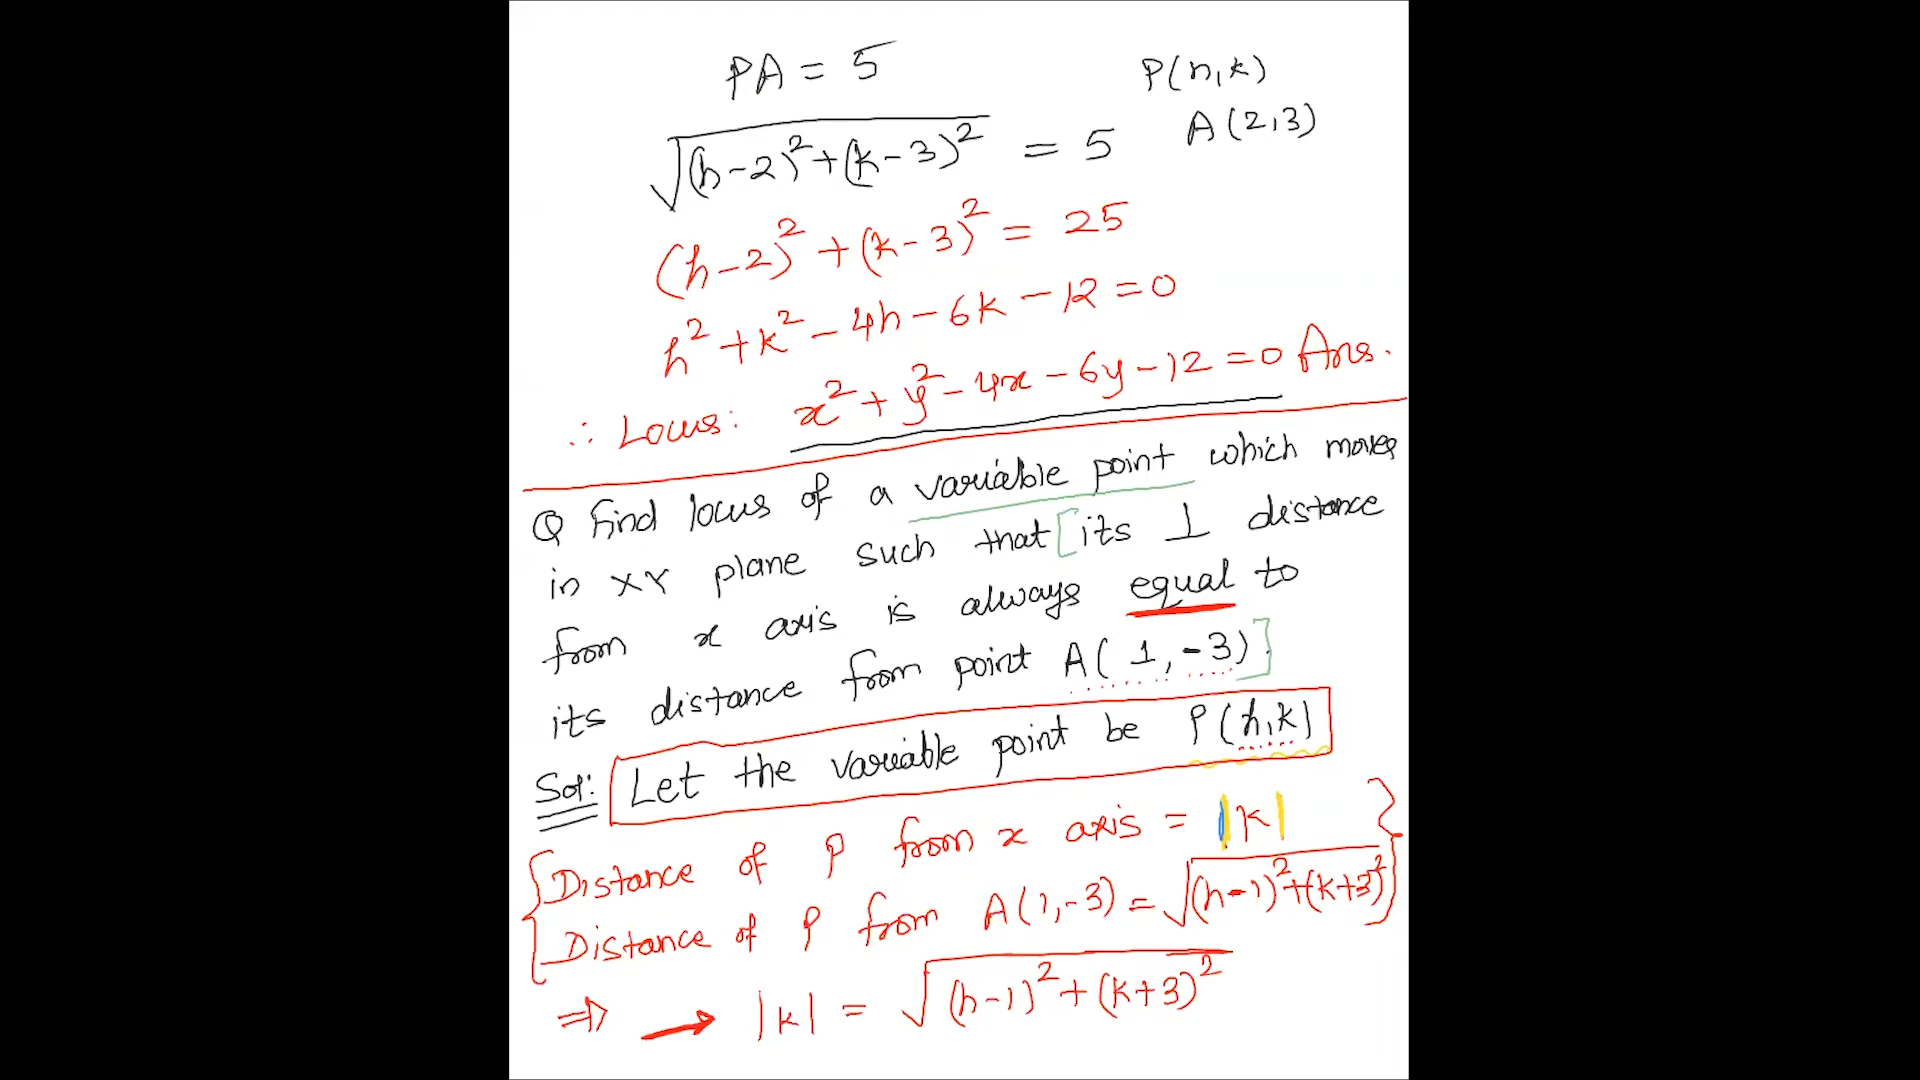 PA = 5
P(h,k)
A(2,3)
√((h-2)²+(k-3)²) = 5
(h-2)² + (k-3)² = 25
h² + k² - 4h - 6k - 12 = 0
∴ Locus: x² + y² - 4x - 6y - 12 = 0 Ans.
Q Find locus of a variable point which moves
in XY plane such that [its ⊥ distance
from x axis is always equal to
its distance from point A(1,-3)].
Sol: Let the variable point be P(h,k)
{Distance of P from x axis = |k|}
{Distance of P from A(1,-3) = √((h-1)²+(k+3)²)}
⇒ → |k| = √((h-1)²+(k+3)²)